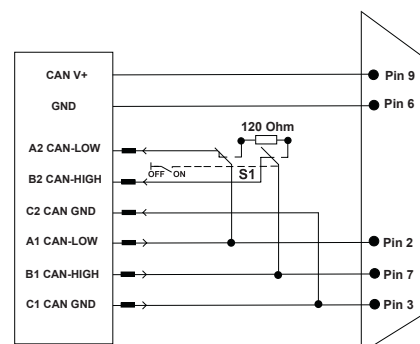 CAN V+
Pin 9
GND
Pin 6
120 Ohm
A2 CAN-LOW
OFF ON
S1
B2 CAN-HIGH
C2 CAN GND
A1 CAN-LOW
Pin 2
B1 CAN-HIGH
Pin 7
C1 CAN GND
Pin 3